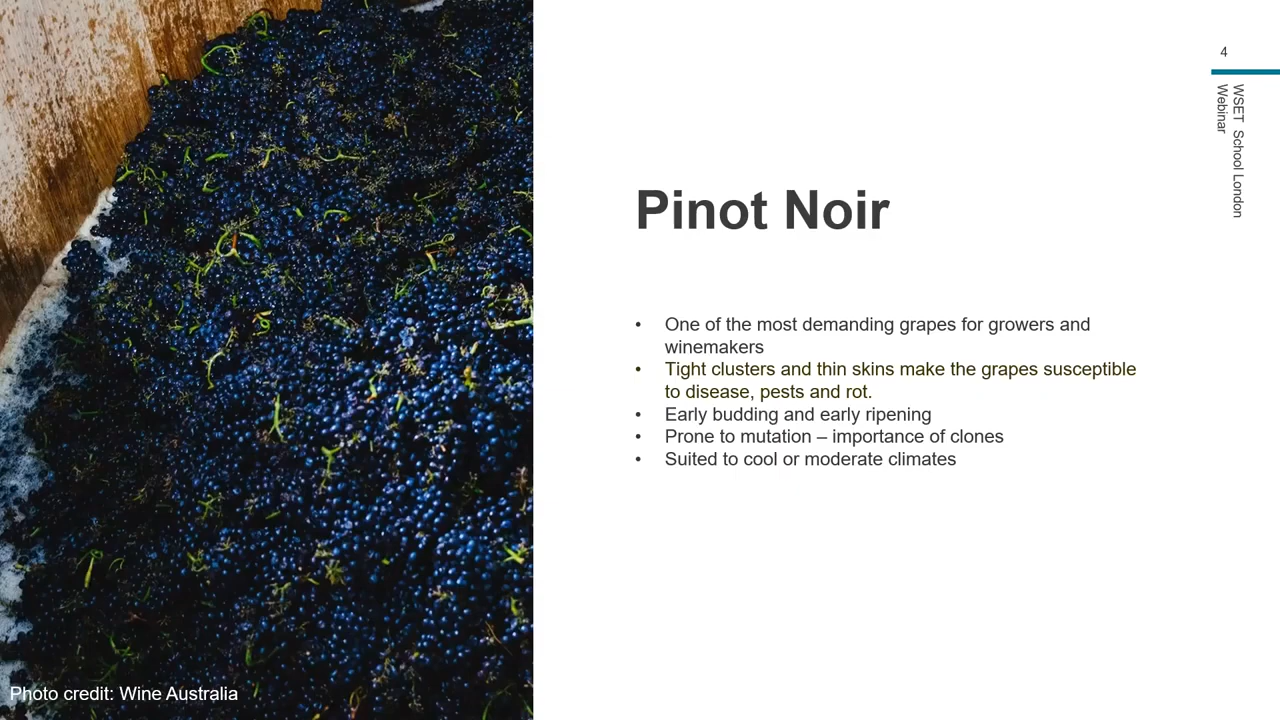 4
WSET School London
Webinar
Pinot Noir
• One of the most demanding grapes for growers and
winemakers
• Tight clusters and thin skins make the grapes susceptible
to disease, pests and rot.
• Early budding and early ripening
• Prone to mutation – importance of clones
• Suited to cool or moderate climates
Photo credit: Wine Australia